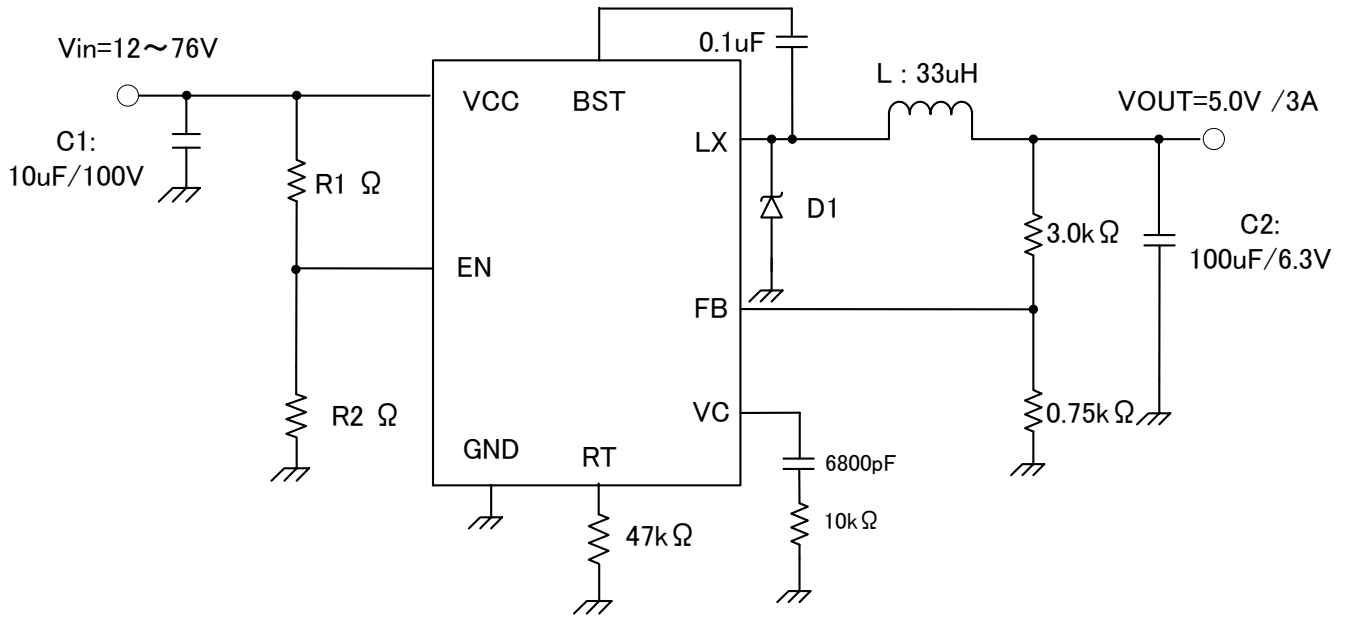 Vin=12～76V
C1:
10uF/100V
R1 Ω
R2 Ω
VCC
BST
0.1uF
LX
L : 33uH
VOUT=5.0V /3A
D1
EN
3.0kΩ
C2:
100uF/6.3V
FB
0.75kΩ
VC
GND
RT
6800pF
10kΩ
47kΩ